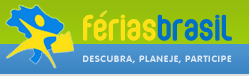 fériasbrasil
DESCUBRA, PLANEJE, PARTICIPE